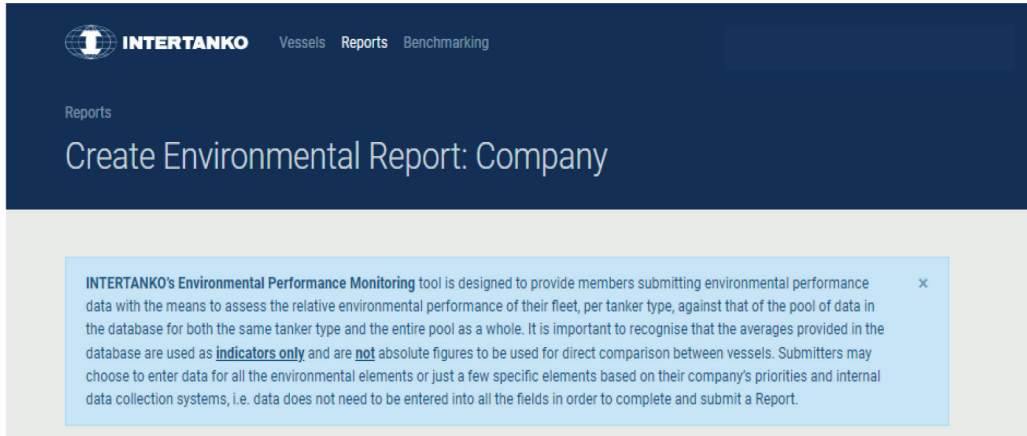 INTERTANKO Vessels Reports Benchmarking
Reports
Create Environmental Report: Company
INTERTANKO's Environmental Performance Monitoring tool is designed to provide members submitting environmental performance ×
data with the means to assess the relative environmental performance of their fleet, per tanker type, against that of the pool of data in
the database for both the same tanker type and the entire pool as a whole. It is important to recognise that the averages provided in the
database are used as indicators only and are not absolute figures to be used for direct comparison between vessels. Submitters may
choose to enter data for all the environmental elements or just a few specific elements based on their company's priorities and internal
data collection systems, i.e. data does not need to be entered into all the fields in order to complete and submit a Report.